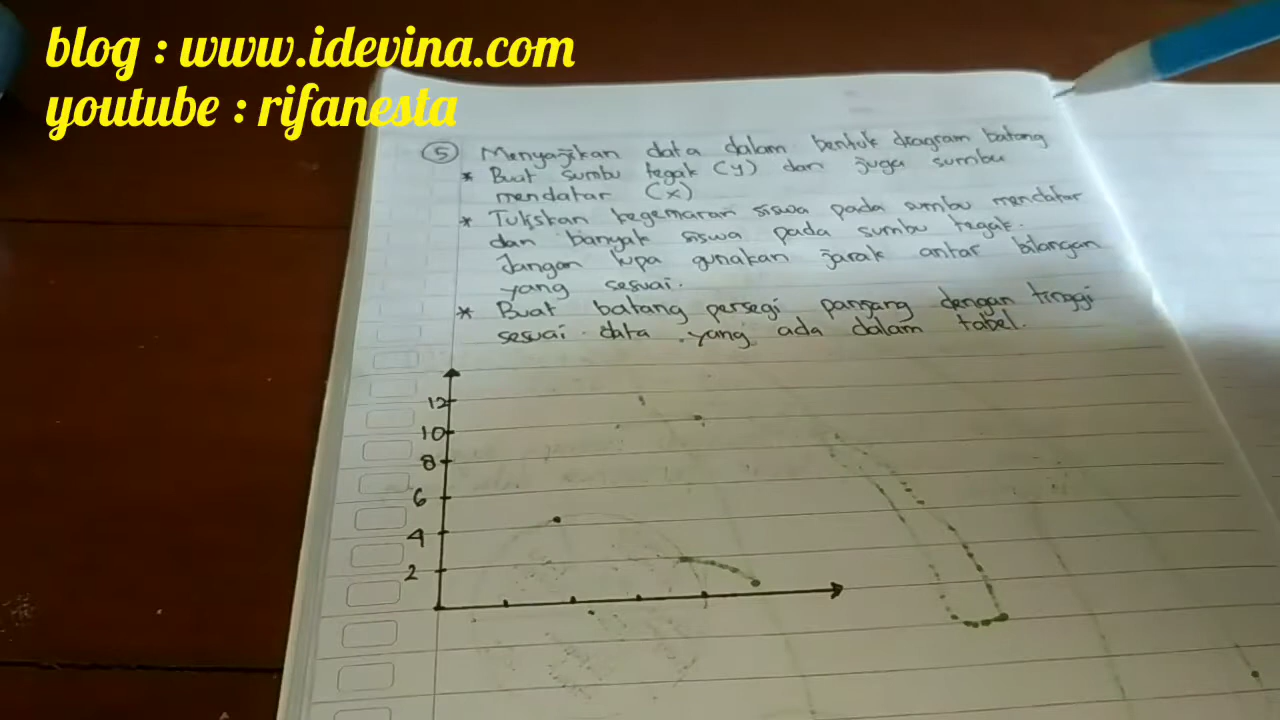 blog : www.idevina.com
youtube : rifanesta
5 Menyajikan data dalam bentuk diagram batang
* Buat sumbu tegak (y) dan juga sumbu
mendatar (x)
* Tuliskan kegemaran siswa pada sumbu mendatar
dan banyak siswa pada sumbu tegak.
Jangan lupa gunakan jarak antar bilangan
yang sesuai.
* Buat batang persegi panjang dengan tinggi
sesuai data yang ada dalam tabel.
12
10
8
6
4
2